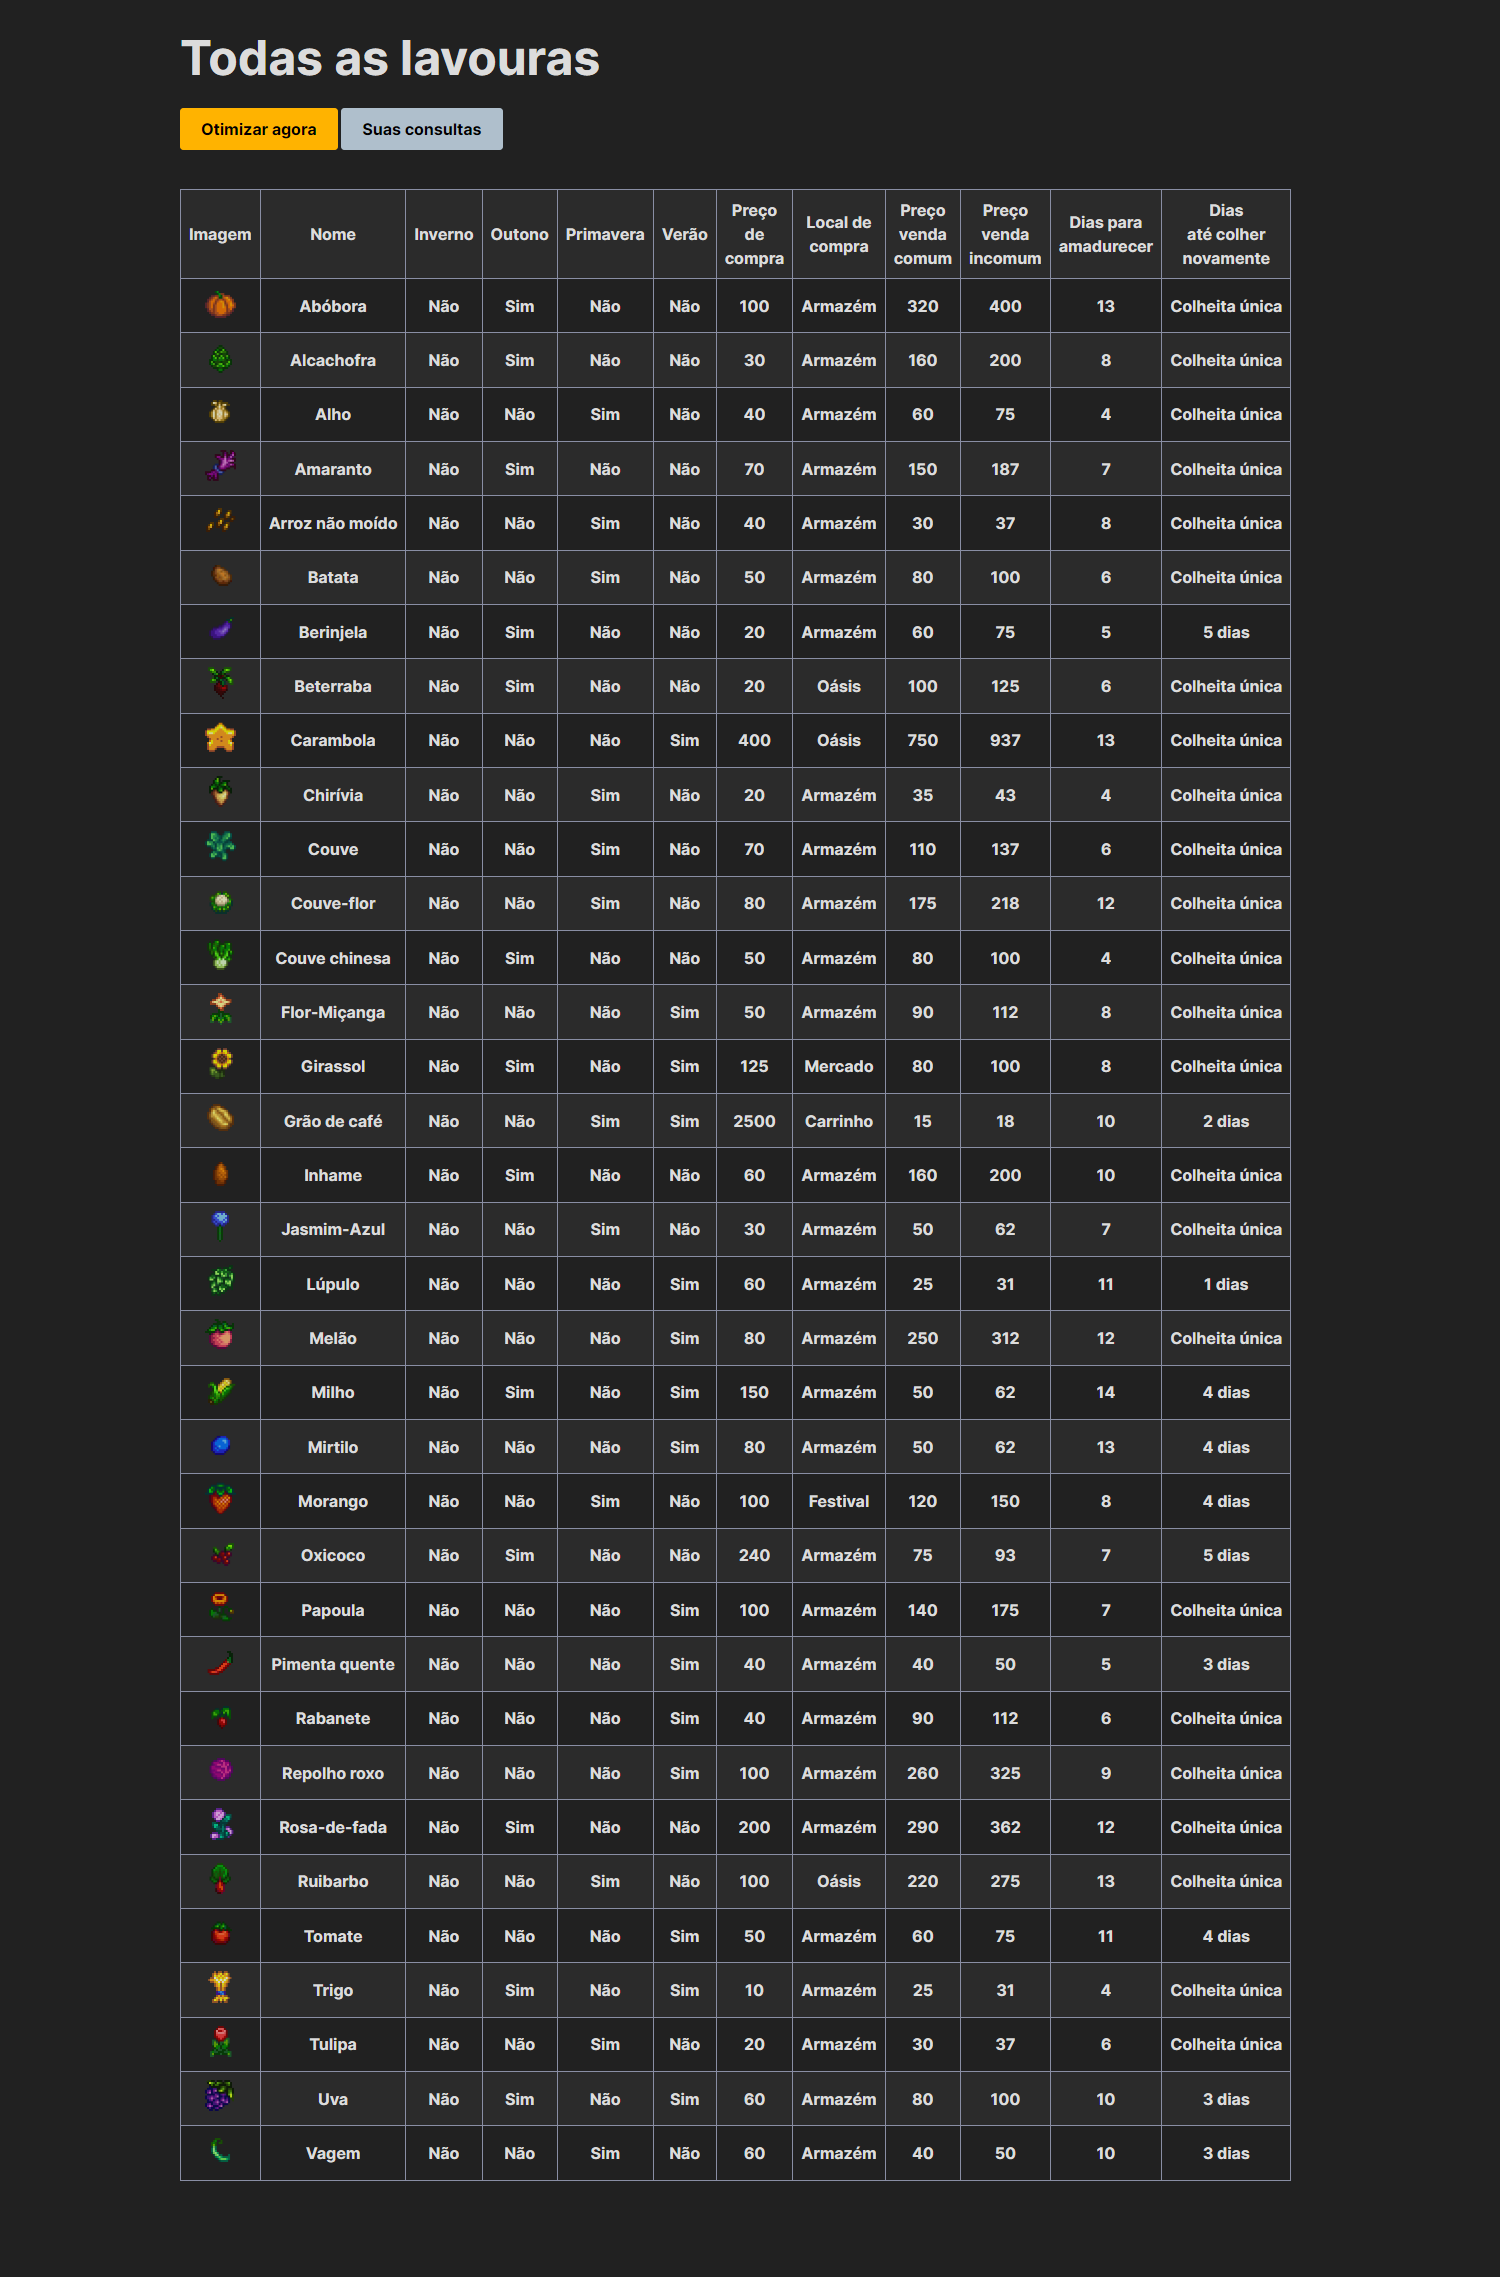 Todas as lavouras
Otimizar agora Suas consultas
Imagem Nome Inverno Outono Primavera Verão Preço de compra Local de compra Preço venda comum Preço venda incomum Dias para amadurecer Dias até colher novamente
Abóbora Não Sim Não Não 100 Armazém 320 400 13 Colheita única
Alcachofra Não Sim Não Não 30 Armazém 160 200 8 Colheita única
Alho Não Não Sim Não 40 Armazém 60 75 4 Colheita única
Amaranto Não Sim Não Não 70 Armazém 150 187 7 Colheita única
Arroz não moído Não Não Sim Não 40 Armazém 30 37 8 Colheita única
Batata Não Não Sim Não 50 Armazém 80 100 6 Colheita única
Berinjela Não Sim Não Não 20 Armazém 60 75 5 5 dias
Beterraba Não Sim Não Não 20 Oásis 100 125 6 Colheita única
Carambola Não Não Não Sim 400 Oásis 750 937 13 Colheita única
Chirívia Não Não Sim Não 20 Armazém 35 43 4 Colheita única
Couve Não Não Sim Não 70 Armazém 110 137 6 Colheita única
Couve-flor Não Não Sim Não 80 Armazém 175 218 12 Colheita única
Couve chinesa Não Sim Não Não 50 Armazém 80 100 4 Colheita única
Flor-Miçanga Não Não Não Sim 50 Armazém 90 112 8 Colheita única
Girassol Não Sim Não Sim 125 Mercado 80 100 8 Colheita única
Grão de café Não Não Sim Sim 2500 Carrinho 15 18 10 2 dias
Inhame Não Sim Não Não 60 Armazém 160 200 10 Colheita única
Jasmim-Azul Não Não Sim Não 30 Armazém 50 62 7 Colheita única
Lúpulo Não Não Não Sim 60 Armazém 25 31 11 1 dias
Melão Não Não Não Sim 80 Armazém 250 312 12 Colheita única
Milho Não Sim Não Sim 150 Armazém 50 62 14 4 dias
Mirtilo Não Não Não Sim 80 Armazém 50 62 13 4 dias
Morango Não Não Sim Não 100 Festival 120 150 8 4 dias
Oxicoco Não Sim Não Não 240 Armazém 75 93 7 5 dias
Papoula Não Não Não Sim 100 Armazém 140 175 7 Colheita única
Pimenta quente Não Não Não Sim 40 Armazém 40 50 5 3 dias
Rabanete Não Não Não Sim 40 Armazém 90 112 6 Colheita única
Repolho roxo Não Não Não Sim 100 Armazém 260 325 9 Colheita única
Rosa-de-fada Não Sim Não Não 200 Armazém 290 362 12 Colheita única
Ruibarbo Não Não Sim Não 100 Oásis 220 275 13 Colheita única
Tomate Não Não Não Sim 50 Armazém 60 75 11 4 dias
Trigo Não Sim Não Sim 10 Armazém 25 31 4 Colheita única
Tulipa Não Não Sim Não 20 Armazém 30 37 6 Colheita única
Uva Não Sim Não Sim 60 Armazém 80 100 10 3 dias
Vagem Não Não Sim Não 60 Armazém 40 50 10 3 dias